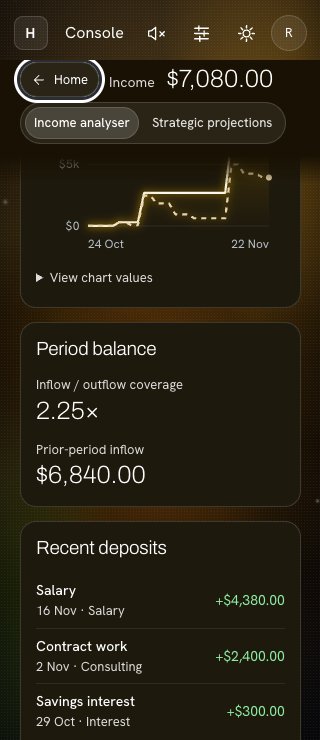 H Console R
← Home Income $7,080.00
Income analyser Strategic projections
$5k
$0
24 Oct 22 Nov
▶ View chart values
Period balance
Inflow / outflow coverage
2.25×
Prior-period inflow
$6,840.00
Recent deposits
Salary
16 Nov · Salary
+$4,380.00
Contract work
2 Nov · Consulting
+$2,400.00
Savings interest
29 Oct · Interest
+$300.00